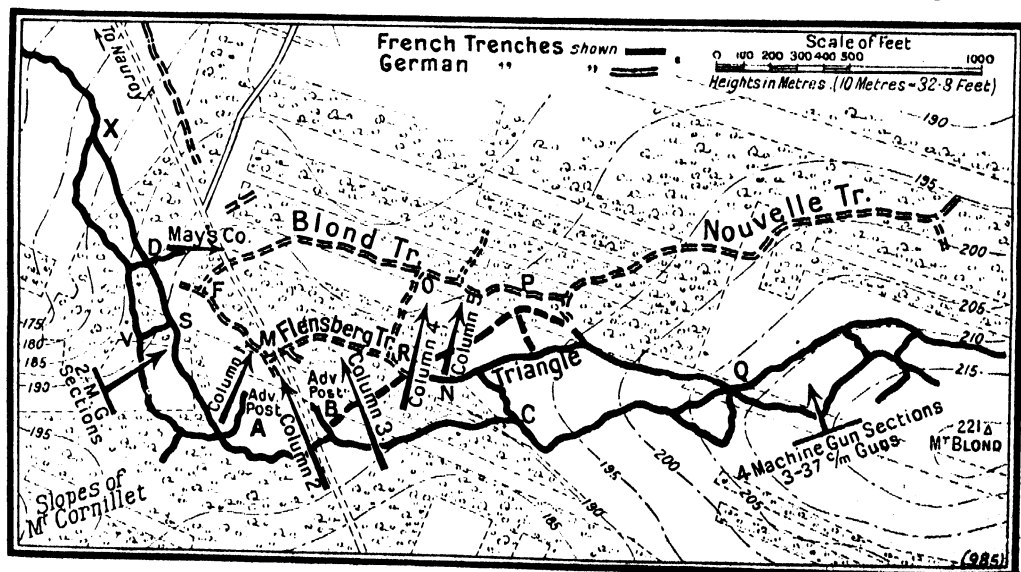 French Trenches shown
German " "
Scale of Feet
0 100 200 300 400 500 1000
Heights in Metres. (10 Metres = 32·8 Feet)
To Nauroy
190
195
200
205
210
215
X
D
May's Co
Blond Tr.
Nouvelle Tr.
F
O
P
S
V
M
Flensberg Tr.
T
R
N
Triangle
Q
C
175
180
185
190
195
2-M.G
Sections
Column 1
Adv
Post
A
Column 2
Adv
Post
B
Column 3
Column 4
Column 5
4 Machine Gun Sections
3-37 c/m Guns
221
Mt BLOND
195
200
205
190
185
Slopes of
Mt Cornillet
(985)